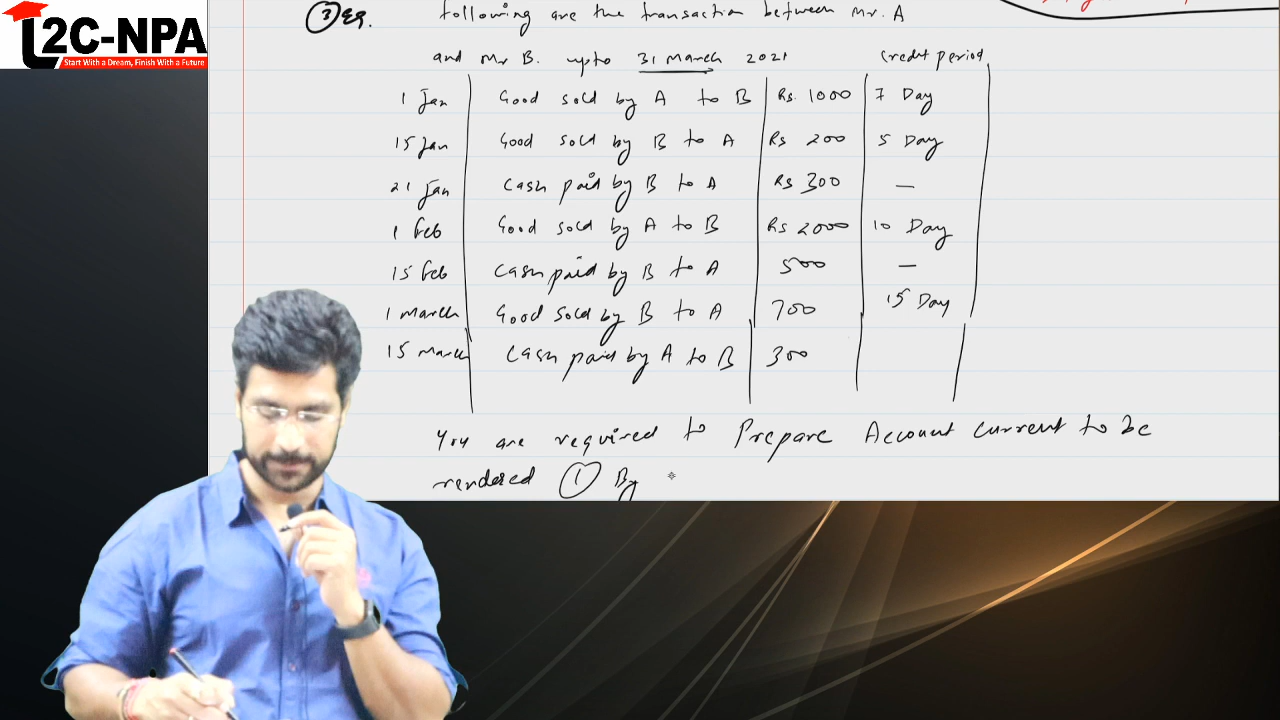 L2C-NPA
Start With a Dream, Finish With a Future
③ Eg. Following are the transaction between Mr. A
and Mr B. upto 31 March 2021 Credit period
1 Jan Good sold by A to B Rs. 1000 7 Day
15 Jan Good sold by B to A Rs 200 5 Day
21 Jan Cash paid by B to A Rs 300 —
1 Feb Good sold by A to B Rs 2000 10 Day
15 Feb Cash paid by B to A 500 —
1 March Good sold by B to A 700 15 Day
15 March Cash paid by A to B 300
You are required to Prepare Account Current to be
rendered ① By